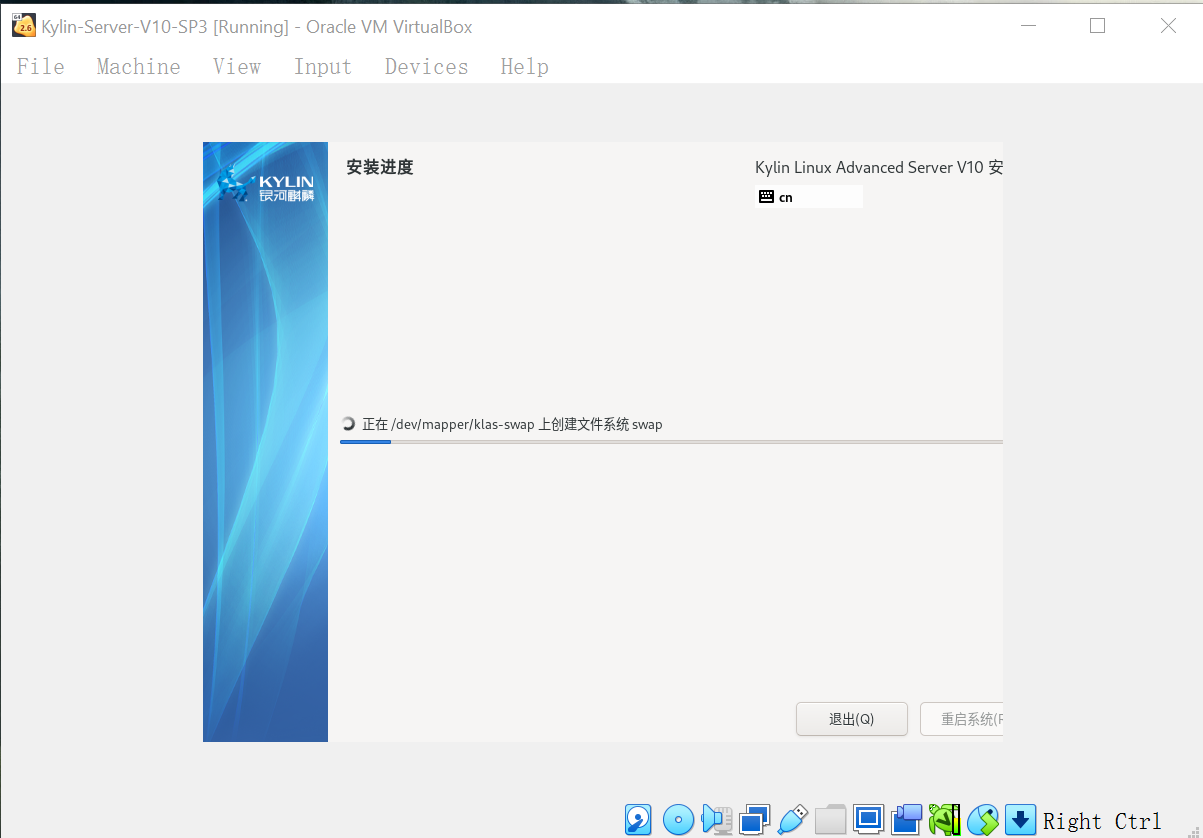 Kylin-Server-V10-SP3 [Running] - Oracle VM VirtualBox
File Machine View Input Devices Help
KYLIN
银河麒麟
安装进度
Kylin Linux Advanced Server V10 安
cn
正在 /dev/mapper/klas-swap 上创建文件系统 swap
退出(Q)
重启系统(
Right Ctrl